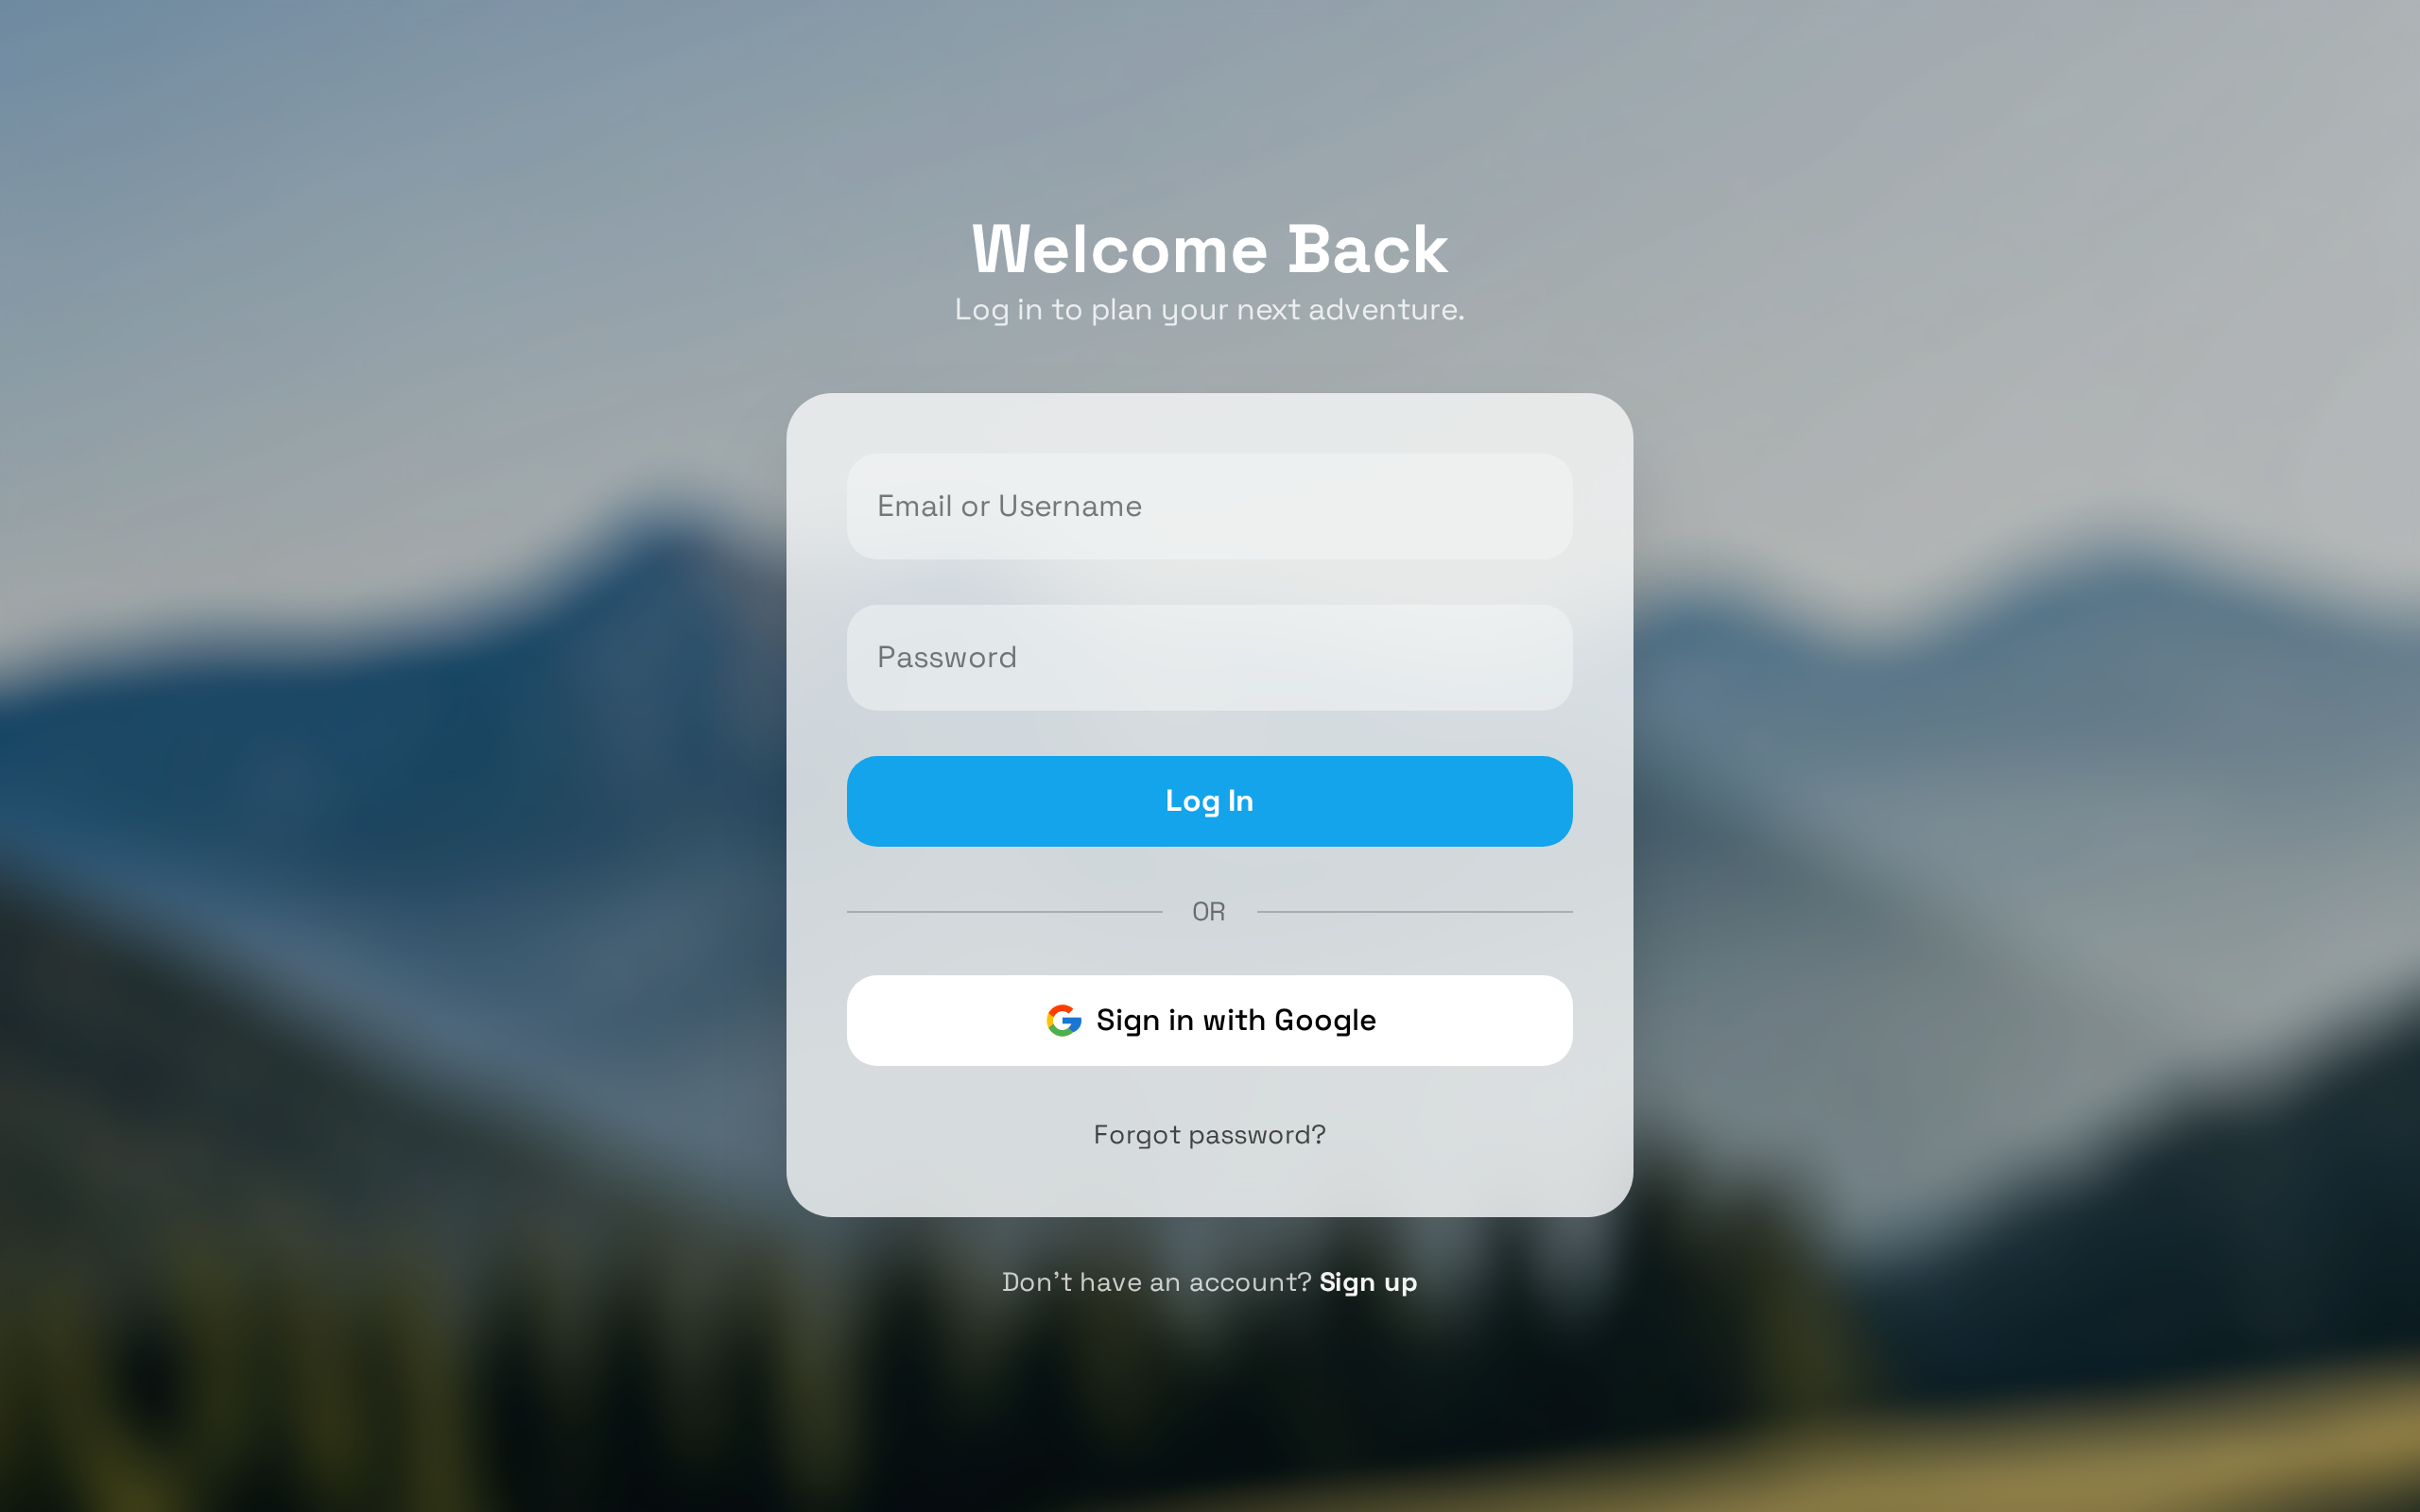 Welcome Back
Log in to plan your next adventure.
Email or Username
Password
Log In
OR
Sign in with Google
Forgot password?
Don’t have an account? Sign up